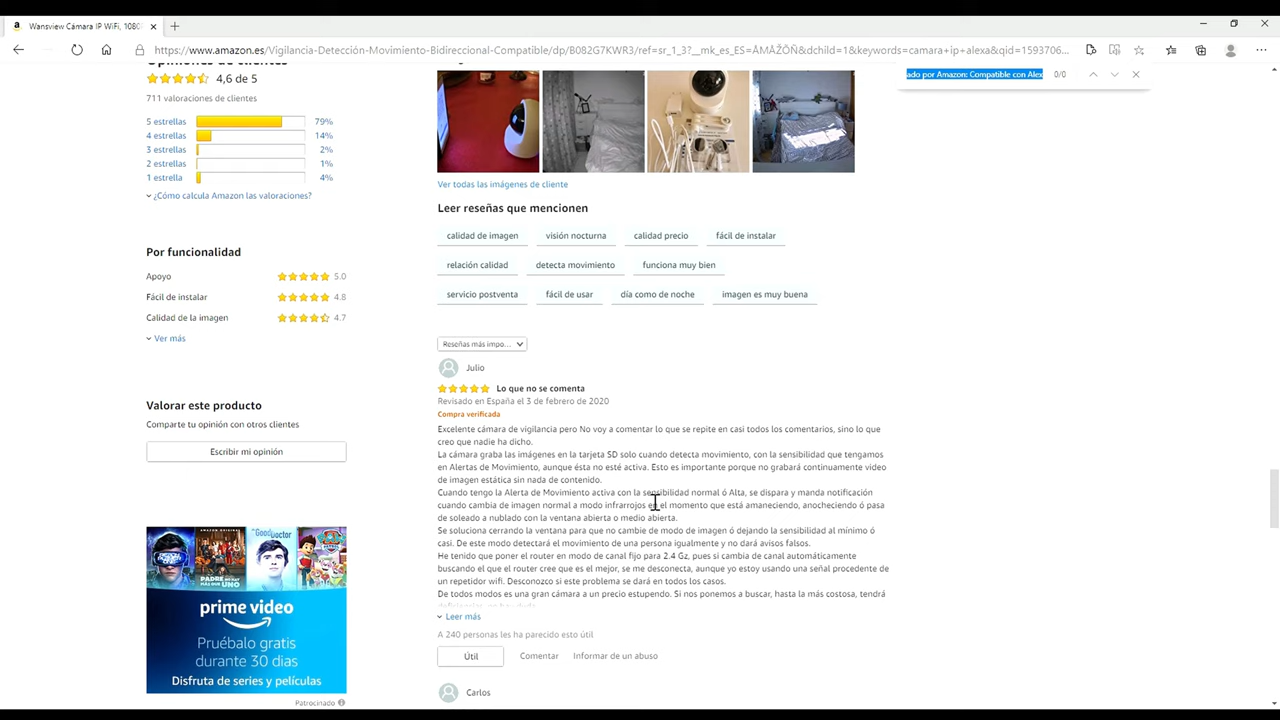 Wansview Cámara IP WiFi, 1080
https://www.amazon.es/Vigilancia-Detección-Movimiento-Bidireccional-Compatible/dp/B082G7KWR3/ref=sr_1_3?__mk_es_ES=ÅMÅŽÕÑ&dchild=1&keywords=camara+ip+alexa&qid=1593706...
ado por Amazon: Compatible con Alex
0/0
Opiniones de clientes
4,6 de 5
711 valoraciones de clientes
5 estrellas 79%
4 estrellas 14%
3 estrellas 2%
2 estrellas 1%
1 estrella 4%
¿Cómo calcula Amazon las valoraciones?
Por funcionalidad
Apoyo 5.0
Fácil de instalar 4.8
Calidad de la imagen 4.7
Ver más
Valorar este producto
Comparte tu opinión con otros clientes
Escribir mi opinión
GoodDoctor
PADRE NO HAY MÁS QUE UNO
prime video
Pruébalo gratis
durante 30 días
Disfruta de series y películas
Patrocinado
Ver todas las imágenes de cliente
Leer reseñas que mencionen
calidad de imagen visión nocturna calidad precio fácil de instalar
relación calidad detecta movimiento funciona muy bien
servicio postventa fácil de usar día como de noche imagen es muy buena
Reseñas más impo...
Julio
Lo que no se comenta
Revisado en España el 3 de febrero de 2020
Compra verificada
Excelente cámara de vigilancia pero No voy a comentar lo que se repite en casi todos los comentarios, sino lo que
creo que nadie ha dicho.
La cámara graba las imágenes en la tarjeta SD solo cuando detecta movimiento, con la sensibilidad que tengamos
en Alertas de Movimiento, aunque ésta no esté activa. Esto es importante porque no grabará continuamente video
de imagen estática sin nada de contenido.
Cuando tengo la Alerta de Movimiento activa con la sensibilidad normal ó Alta, se dispara y manda notificación
cuando cambia de imagen normal a modo infrarrojos es el momento que está amaneciendo, anocheciendo ó pasa
de soleado a nublado con la ventana abierta o medio abierta.
Se soluciona cerrando la ventana para que no cambie de modo de imagen ó dejando la sensibilidad al mínimo ó
casi. De este modo detectará el movimiento de una persona igualmente y no dará avisos falsos.
He tenido que poner el router en modo de canal fijo para 2.4 Gz, pues si cambia de canal automáticamente
buscando el que el router cree que es el mejor, se me desconecta, aunque yo estoy usando una señal procedente de
un repetidor wifi. Desconozco si este problema se dará en todos los casos.
De todos modos es una gran cámara a un precio estupendo. Si nos ponemos a buscar, hasta la más costosa, tendrá
Leer más
A 240 personas les ha parecido esto útil
Útil Comentar Informar de un abuso
Carlos